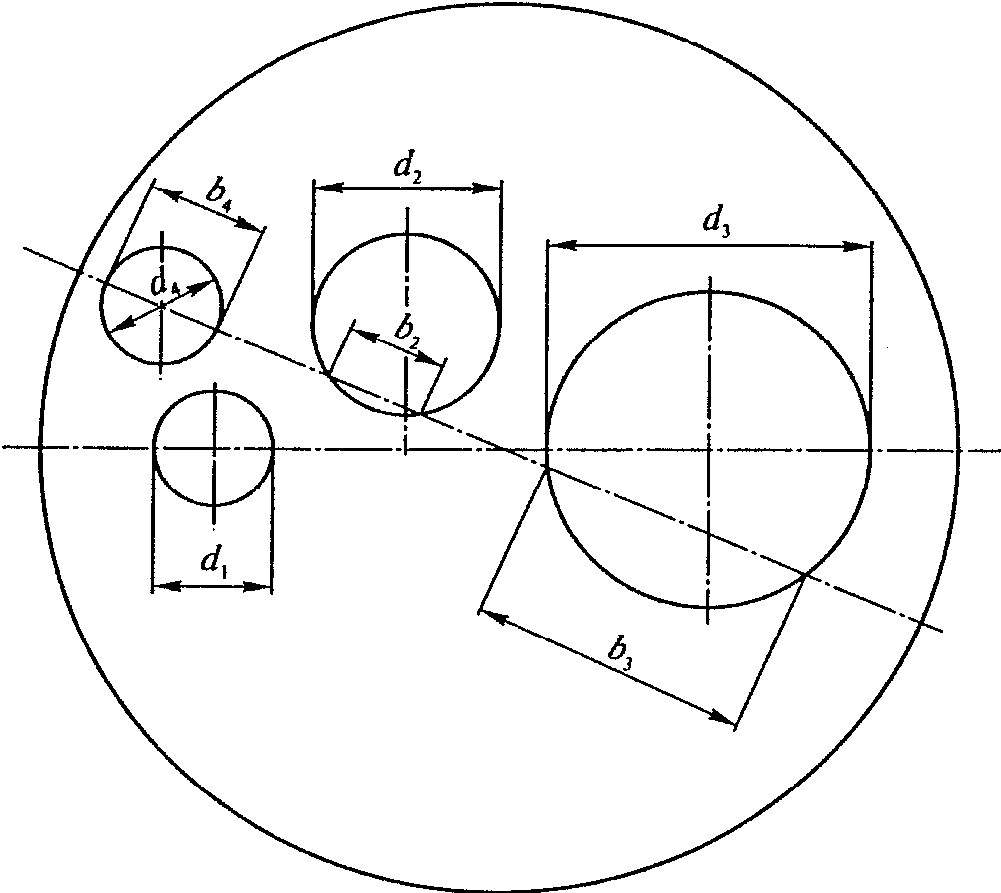 d₂
b₄
d₃
d₄
b₂
d₁
b₃